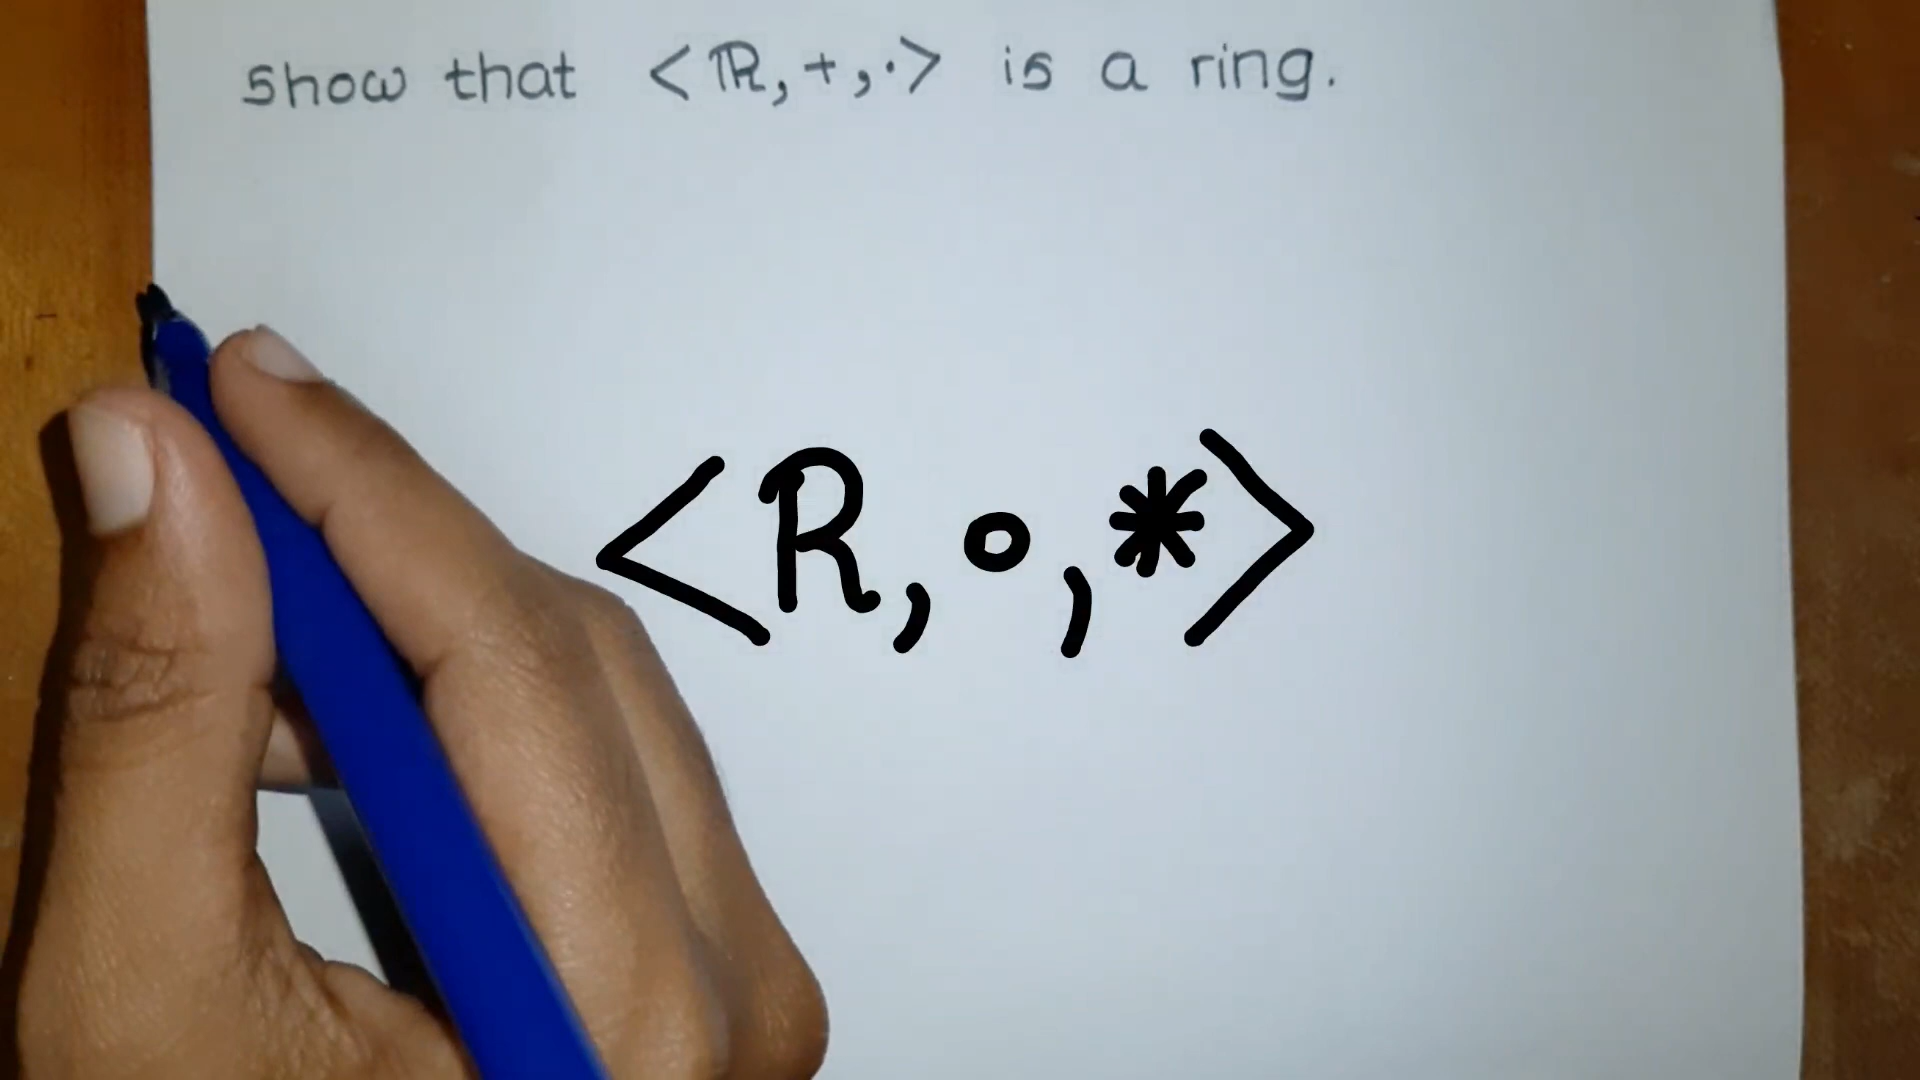 show that <ℝ, +, ·> is a ring.
<R, ∘, *>